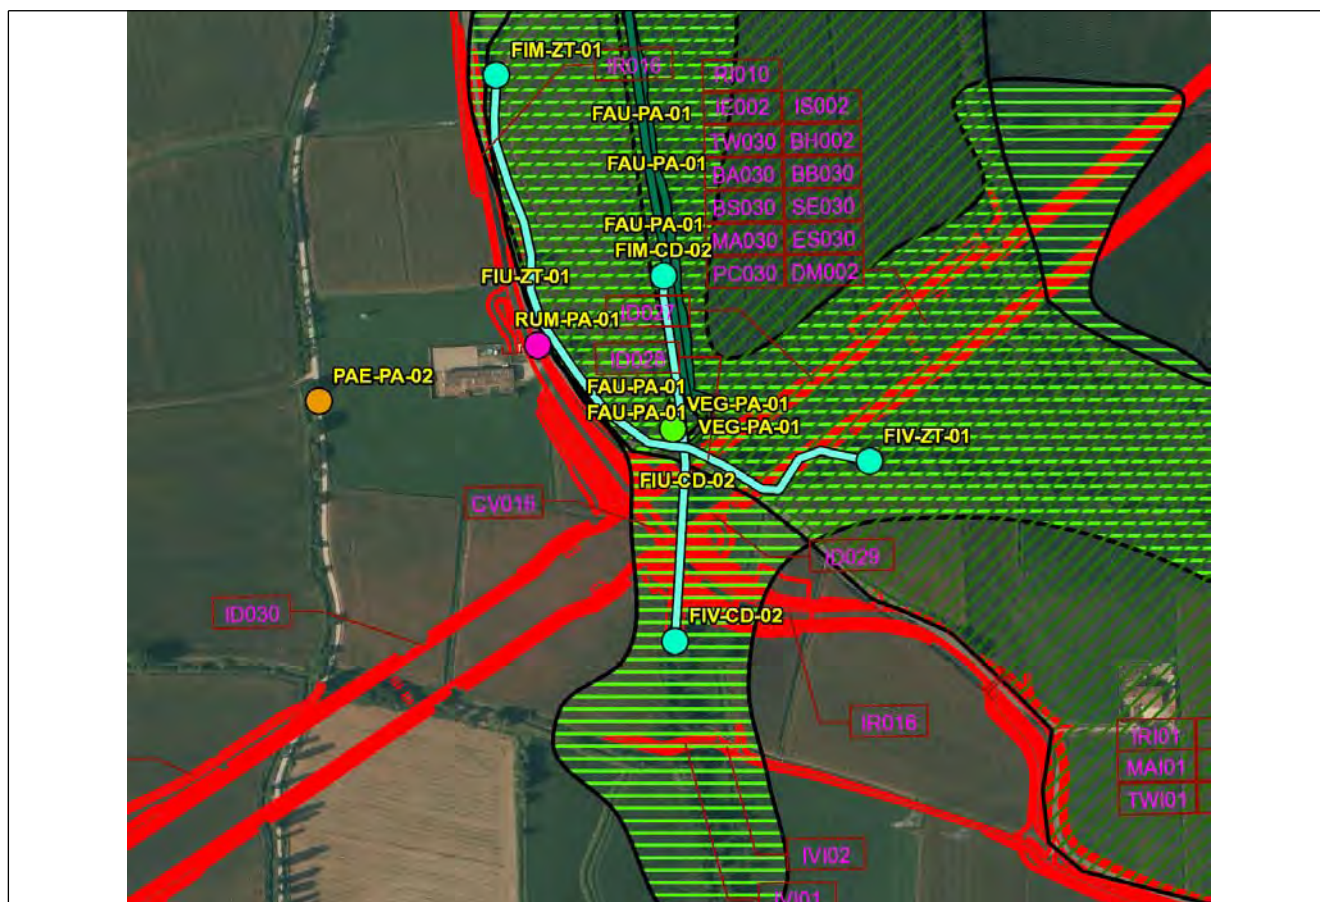 FIM-ZT-01
IR016
RI010
FAU-PA-01
IE002 IS002
TW030 BH002
FAU-PA-01
BA030 BB030
BS030 SE030
FAU-PA-01
MA030 ES030
FIM-CD-02
PC030 DM002
FIU-ZT-01
RUM-PA-01
ID027
ID028
PAE-PA-02
FAU-PA-01
VEG-PA-01
FAU-PA-01
VEG-PA-01
FIV-ZT-01
FIU-CD-02
CV016
ID029
ID030
FIV-CD-02
IR016
IRI01
MAI01
TWI01
IVI02
IVI01